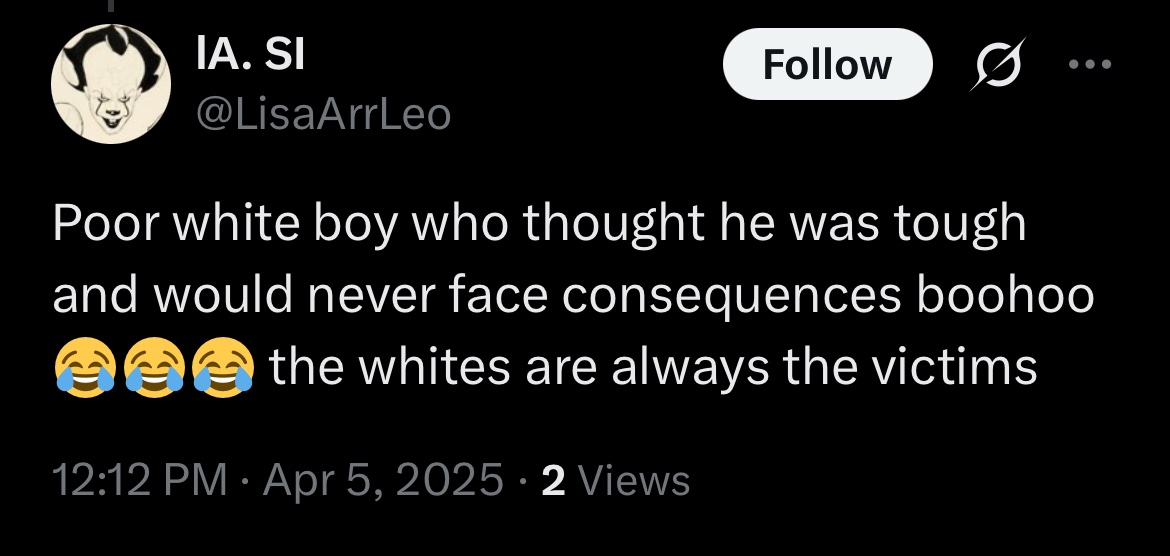 IA. SI
Follow
@LisaArrLeo
Poor white boy who thought he was tough
and would never face consequences boohoo
😂😂😂 the whites are always the victims
12:12 PM · Apr 5, 2025 · 2 Views